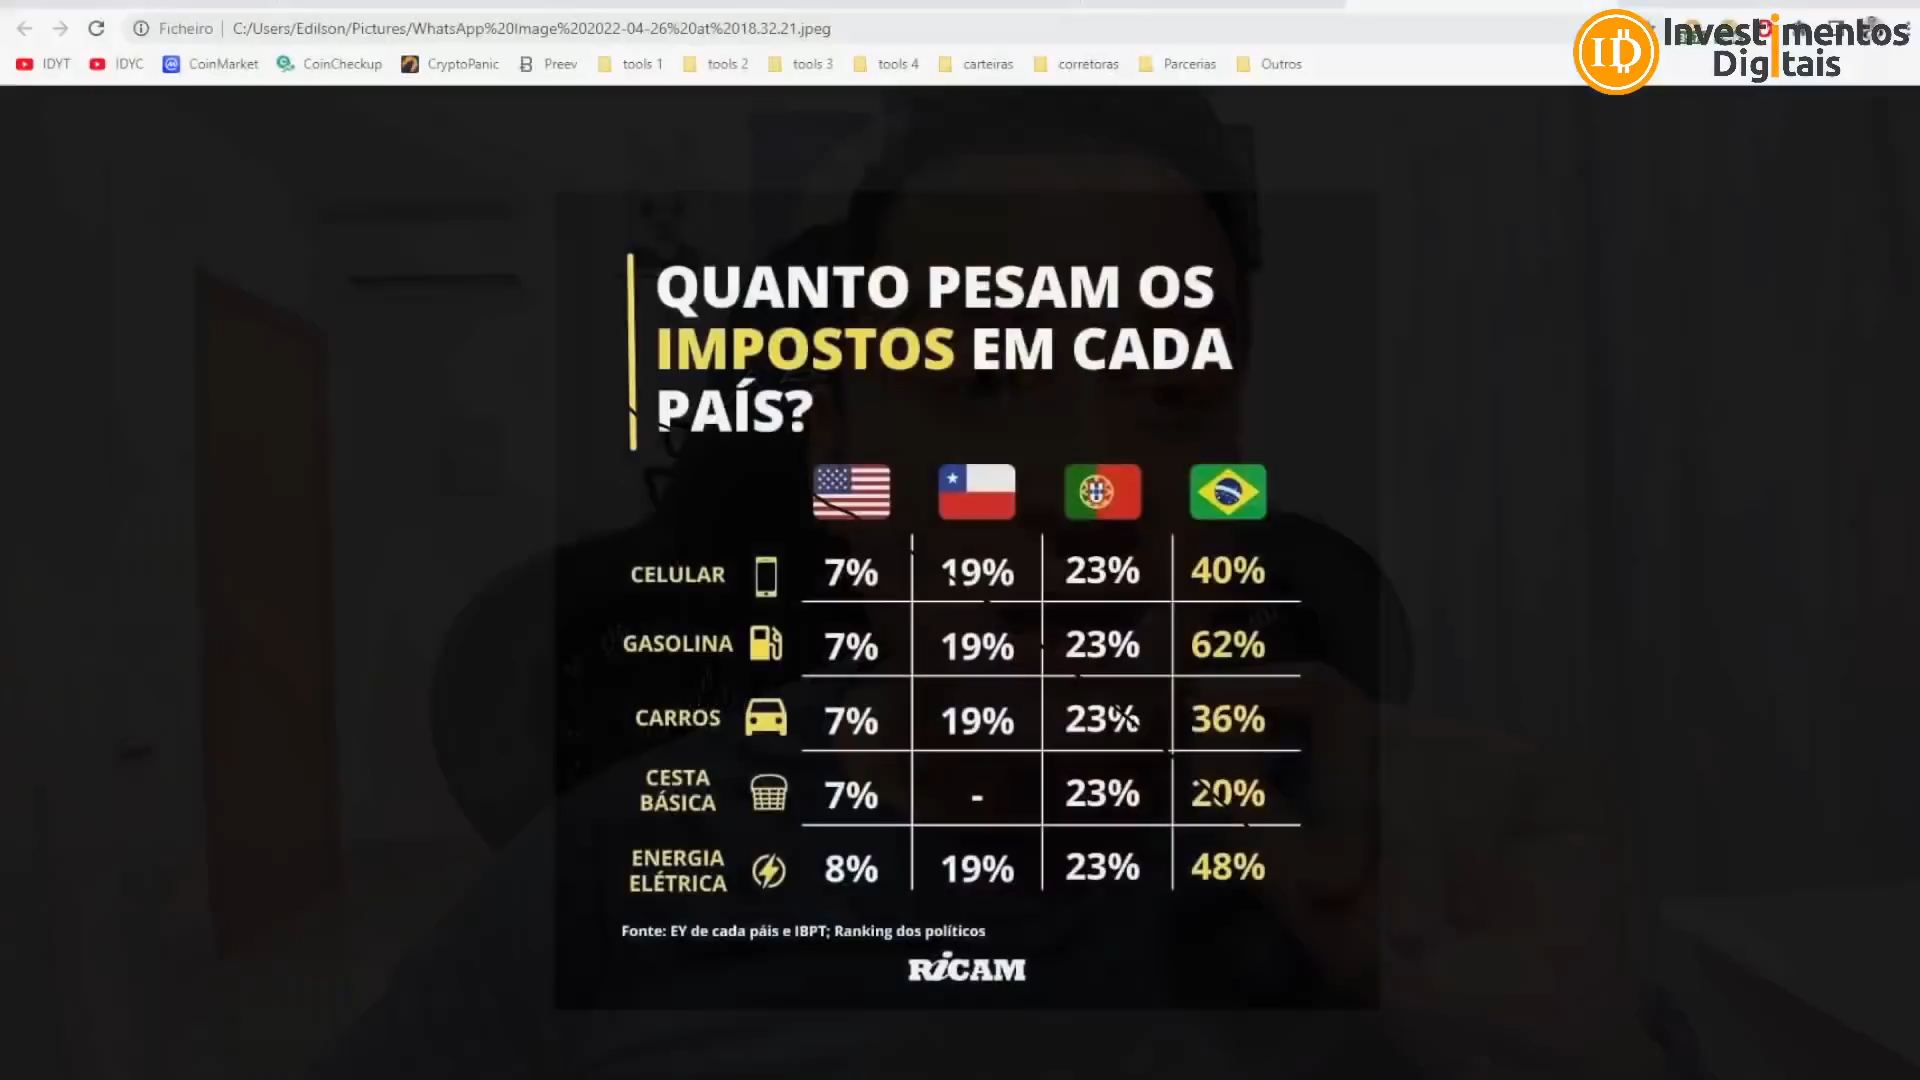 Ficheiro | C:/Users/Edilson/Pictures/WhatsApp%20Image%202022-04-26%20at%2018.32.21.jpeg
Investimentos
Digitais
IDYT IDYC CoinMarket CoinCheckup CryptoPanic Preev tools 1 tools 2 tools 3 tools 4 carteiras corretoras Parcerias Outros
QUANTO PESAM OS
IMPOSTOS EM CADA
PAÍS?
CELULAR 7% 19% 23% 40%
GASOLINA 7% 19% 23% 62%
CARROS 7% 19% 23% 36%
CESTA
BÁSICA 7% - 23% 20%
ENERGIA
ELÉTRICA 8% 19% 23% 48%
Fonte: EY de cada páis e IBPT; Ranking dos políticos
RiCAM